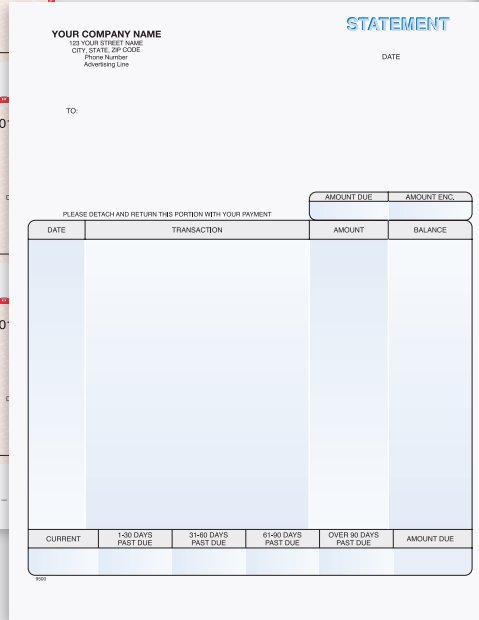 STATEMENT
YOUR COMPANY NAME
123 YOUR STREET NAME
CITY, STATE, ZIP CODE
Phone Number
Advertising Line
DATE
TO:
AMOUNT DUE AMOUNT ENC.
PLEASE DETACH AND RETURN THIS PORTION WITH YOUR PAYMENT
DATE TRANSACTION AMOUNT BALANCE
CURRENT 1-30 DAYS PAST DUE 31-60 DAYS PAST DUE 61-90 DAYS PAST DUE OVER 90 DAYS PAST DUE AMOUNT DUE
9500